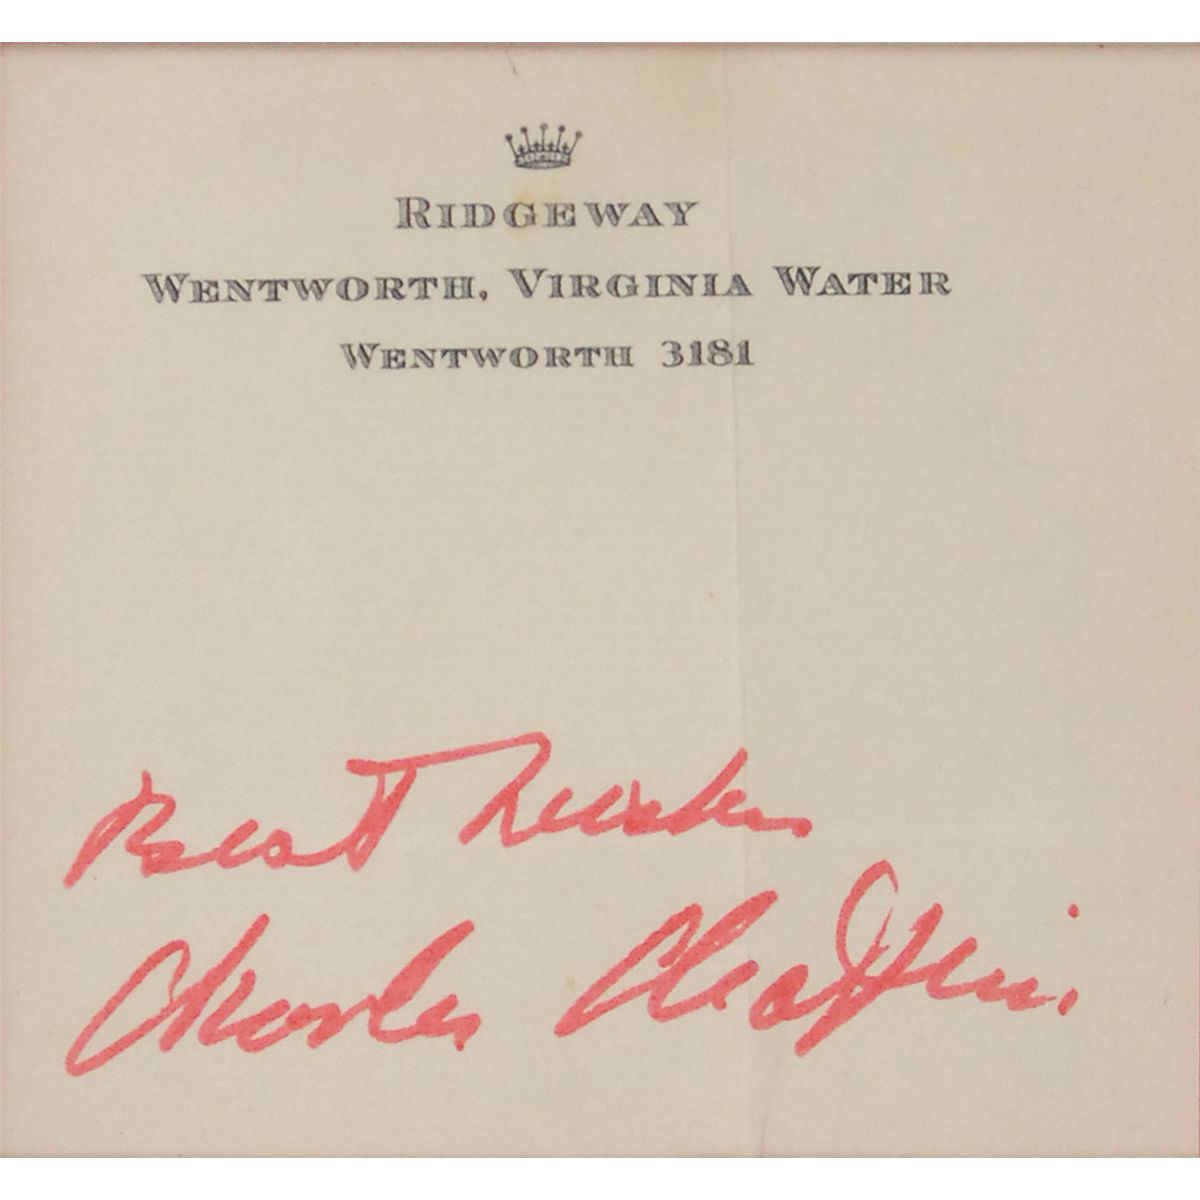 RIDGEWAY
WENTWORTH, VIRGINIA WATER
WENTWORTH 3181
Best Wishes
Charles Chaplin.